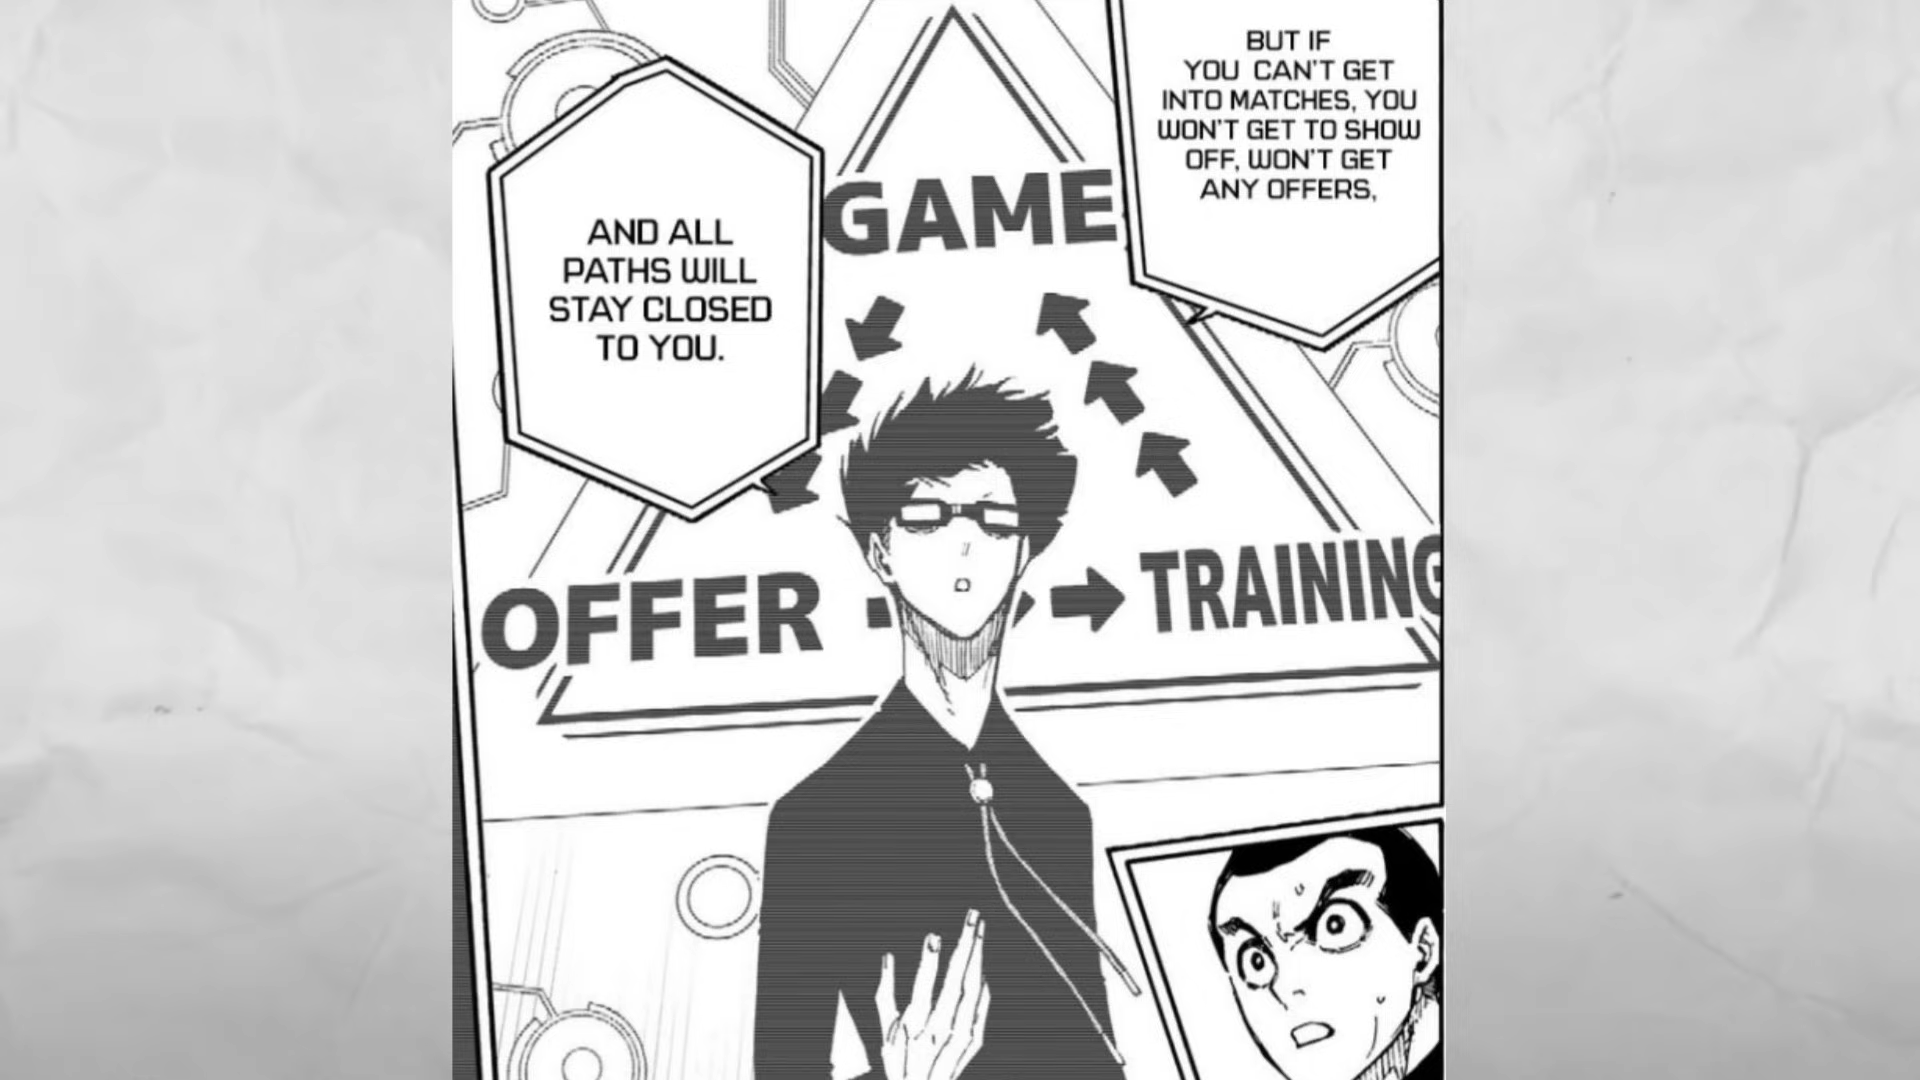 BUT IF
YOU CAN'T GET
INTO MATCHES, YOU
WON'T GET TO SHOW
OFF, WON'T GET
ANY OFFERS,
AND ALL
PATHS WILL
STAY CLOSED
TO YOU.
GAME
OFFER
TRAINING